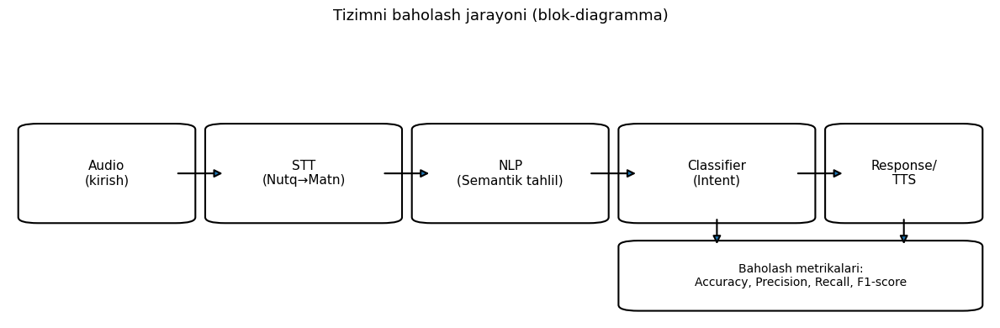 Tizimni baholash jarayoni (blok-diagramma)
Audio
(kirish)
STT
(Nutq→Matn)
NLP
(Semantik tahlil)
Classifier
(Intent)
Response/
TTS
Baholash metrikalari:
Accuracy, Precision, Recall, F1-score